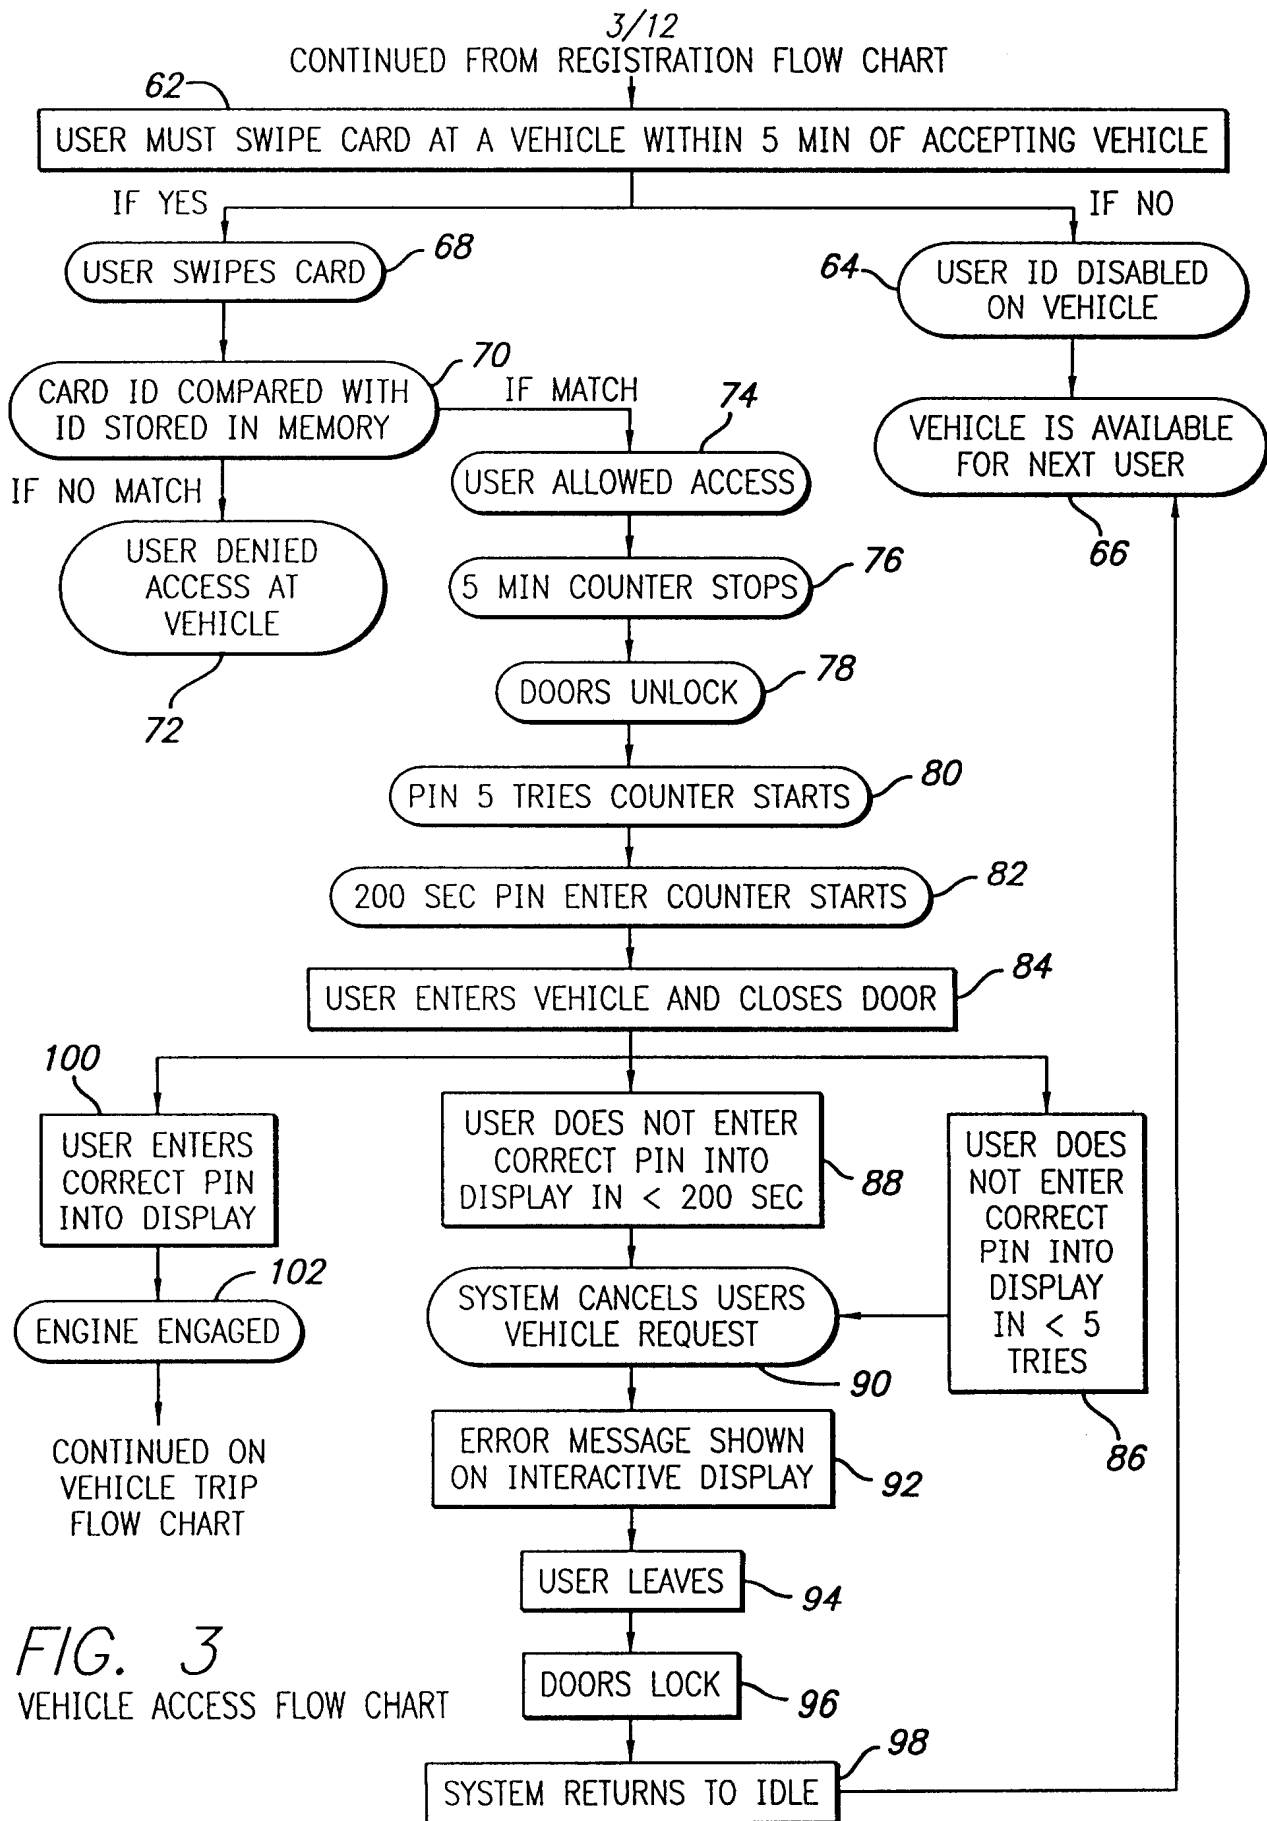 3/12
CONTINUED FROM REGISTRATION FLOW CHART
62
USER MUST SWIPE CARD AT A VEHICLE WITHIN 5 MIN OF ACCEPTING VEHICLE
IF YES
IF NO
USER SWIPES CARD
68
64
USER ID DISABLED
ON VEHICLE
70
CARD ID COMPARED WITH
ID STORED IN MEMORY
IF MATCH
74
VEHICLE IS AVAILABLE
FOR NEXT USER
66
IF NO MATCH
USER ALLOWED ACCESS
USER DENIED
ACCESS AT
VEHICLE
72
5 MIN COUNTER STOPS
76
DOORS UNLOCK
78
PIN 5 TRIES COUNTER STARTS
80
200 SEC PIN ENTER COUNTER STARTS
82
USER ENTERS VEHICLE AND CLOSES DOOR
84
100
USER ENTERS
CORRECT PIN
INTO DISPLAY
USER DOES NOT ENTER
CORRECT PIN INTO
DISPLAY IN < 200 SEC
88
USER DOES
NOT ENTER
CORRECT
PIN INTO
DISPLAY
IN < 5
TRIES
86
102
ENGINE ENGAGED
SYSTEM CANCELS USERS
VEHICLE REQUEST
90
CONTINUED ON
VEHICLE TRIP
FLOW CHART
ERROR MESSAGE SHOWN
ON INTERACTIVE DISPLAY
92
USER LEAVES
94
DOORS LOCK
96
SYSTEM RETURNS TO IDLE
98
FIG. 3
VEHICLE ACCESS FLOW CHART